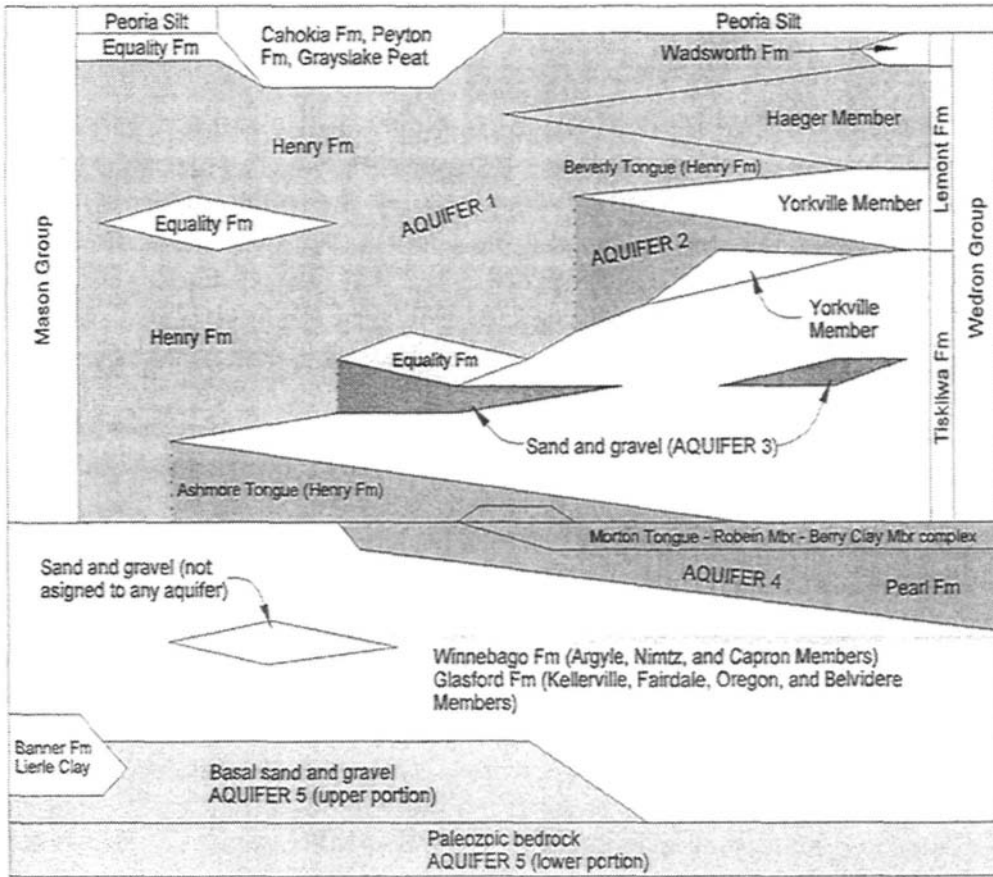 Peoria Silt
Peoria Silt
Equality Fm
Cahokia Fm, Peyton
Fm, Grayslake Peat
Wadsworth Fm
Henry Fm
Haeger Member
Beverly Tongue (Henry Fm)
Equality Fm
AQUIFER 1
Yorkville Member
AQUIFER 2
Yorkville
Member
Henry Fm
Equality Fm
Sand and gravel (AQUIFER 3)
Ashmore Tongue (Henry Fm)
Mason Group
Lemont Fm
Tiskilwa Fm
Wedron Group
Morton Tongue - Robein Mbr - Berry Clay Mbr complex
AQUIFER 4
Pearl Fm
Sand and gravel (not
asigned to any aquifer)
Winnebago Fm (Argyle, Nimtz, and Capron Members)
Glasford Fm (Kellerville, Fairdale, Oregon, and Belvidere
Members)
Banner Fm
Lierle Clay
Basal sand and gravel
AQUIFER 5 (upper portion)
Paleozpic bedrock
AQUIFER 5 (lower portion)